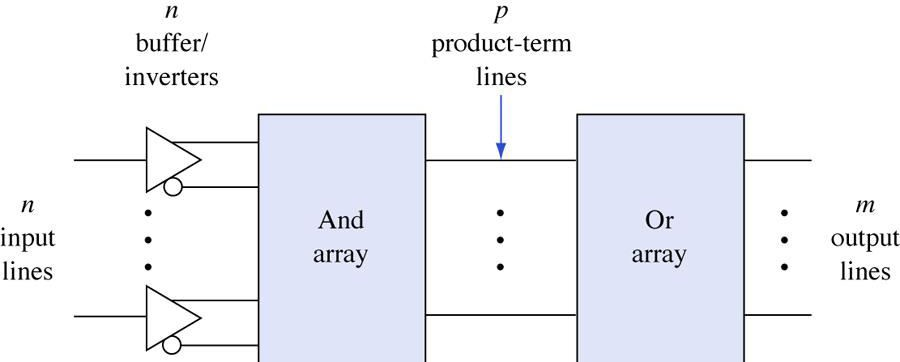 n
buffer/
inverters
p
product-term
lines
n
input
lines
And
array
Or
array
m
output
lines